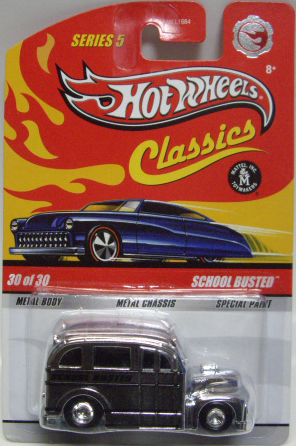 SERIES 5
8+
HOT WHEELS
Classics
MATTEL, INC.
M
TOYMAKERS
30 of 30
SCHOOL BUSTED™
METAL BODY
METAL CHASSIS
SPECIAL PAINT